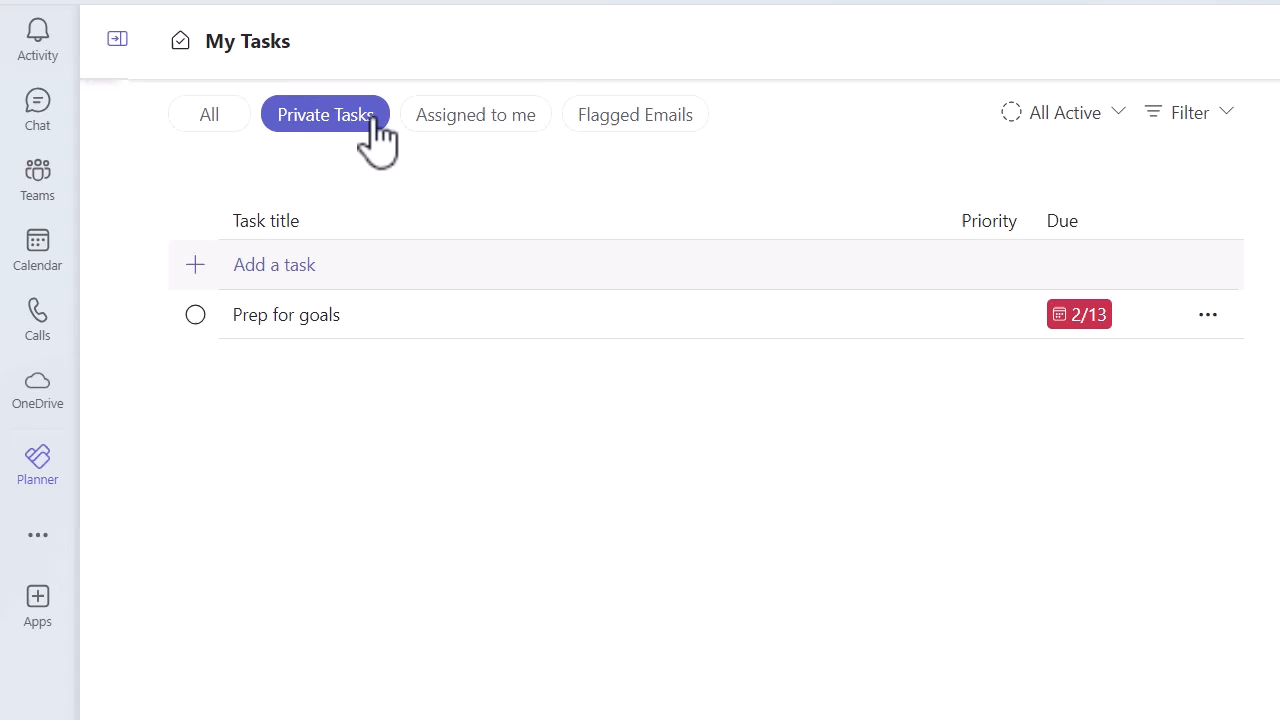 Activity
Chat
Teams
Calendar
Calls
OneDrive
Planner
Apps
My Tasks
All Private Tasks Assigned to me Flagged Emails All Active Filter
Task title Priority Due
Add a task
Prep for goals 2/13